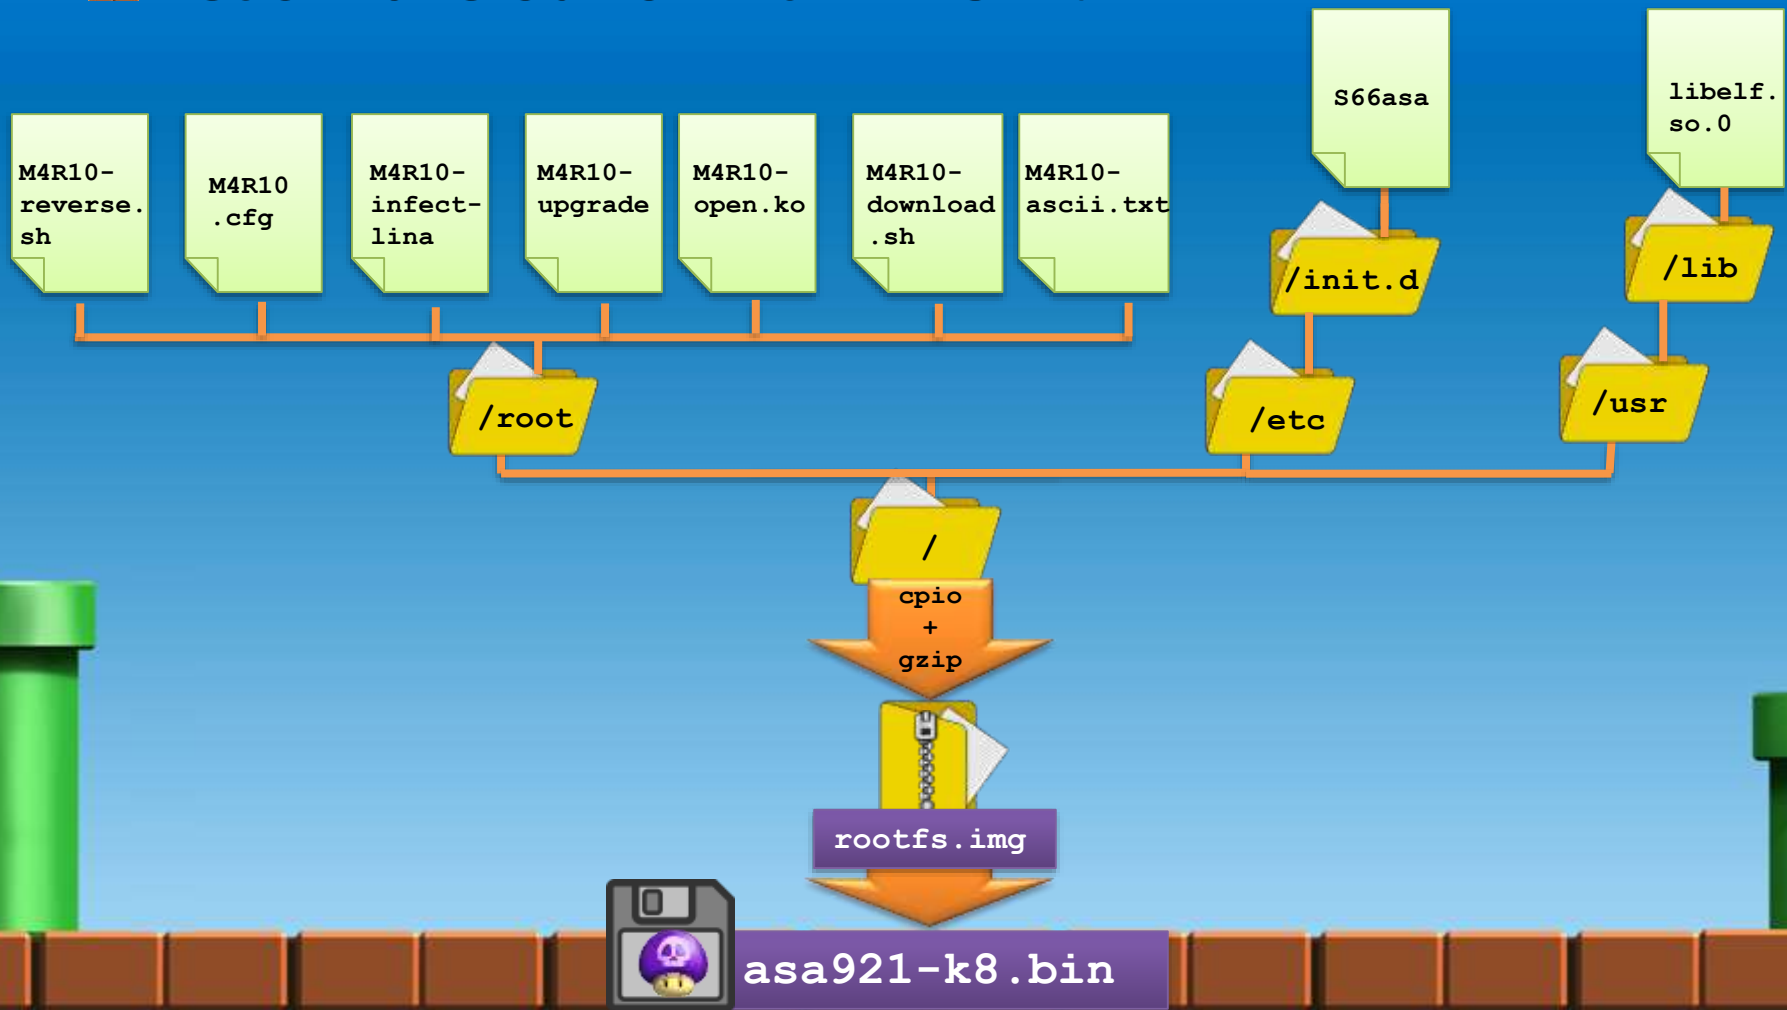 S66asa
libelf.
so.0
M4R10-
reverse.
sh
M4R10
.cfg
M4R10-
infect-
lina
M4R10-
upgrade
M4R10-
open.ko
M4R10-
download
.sh
M4R10-
ascii.txt
/init.d
/lib
/root
/etc
/usr
/
cpio
+
gzip
rootfs.img
asa921-k8.bin